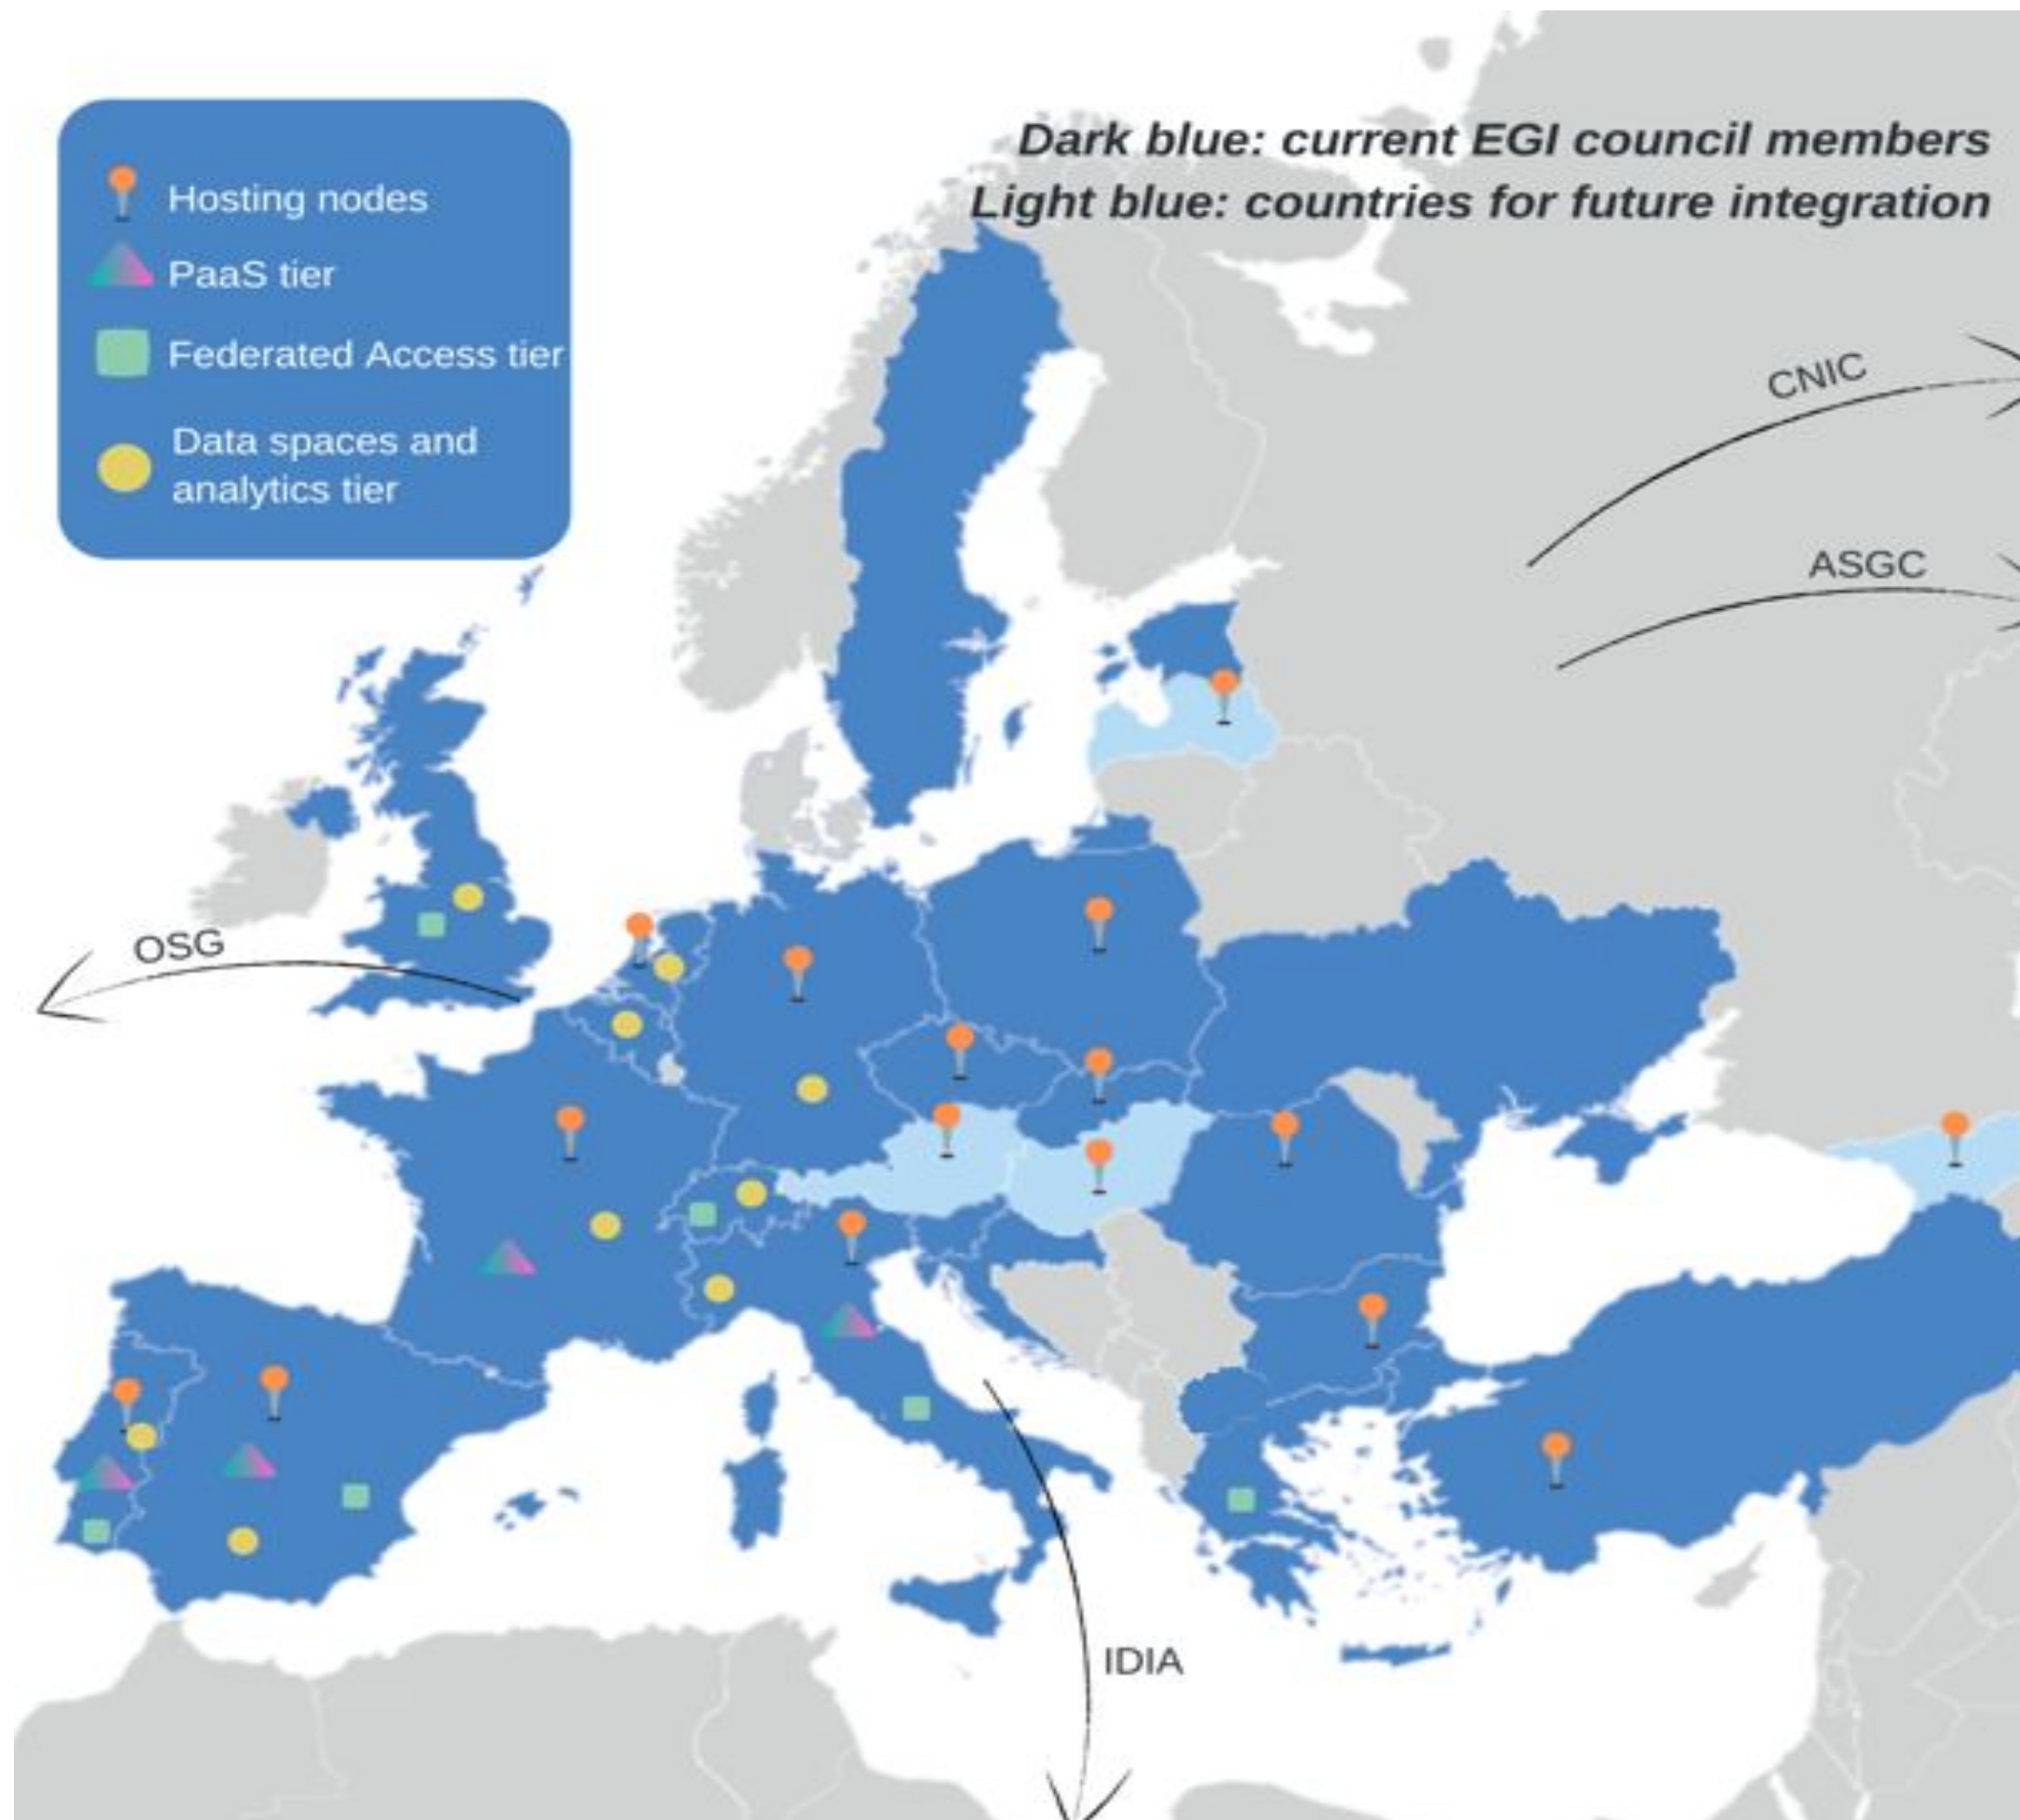 Dark blue: current EGI council members
Light blue: countries for future integration
Hosting nodes
PaaS tier
Federated Access tier
Data spaces and
analytics tier
CNIC
ASGC
OSG
IDIA